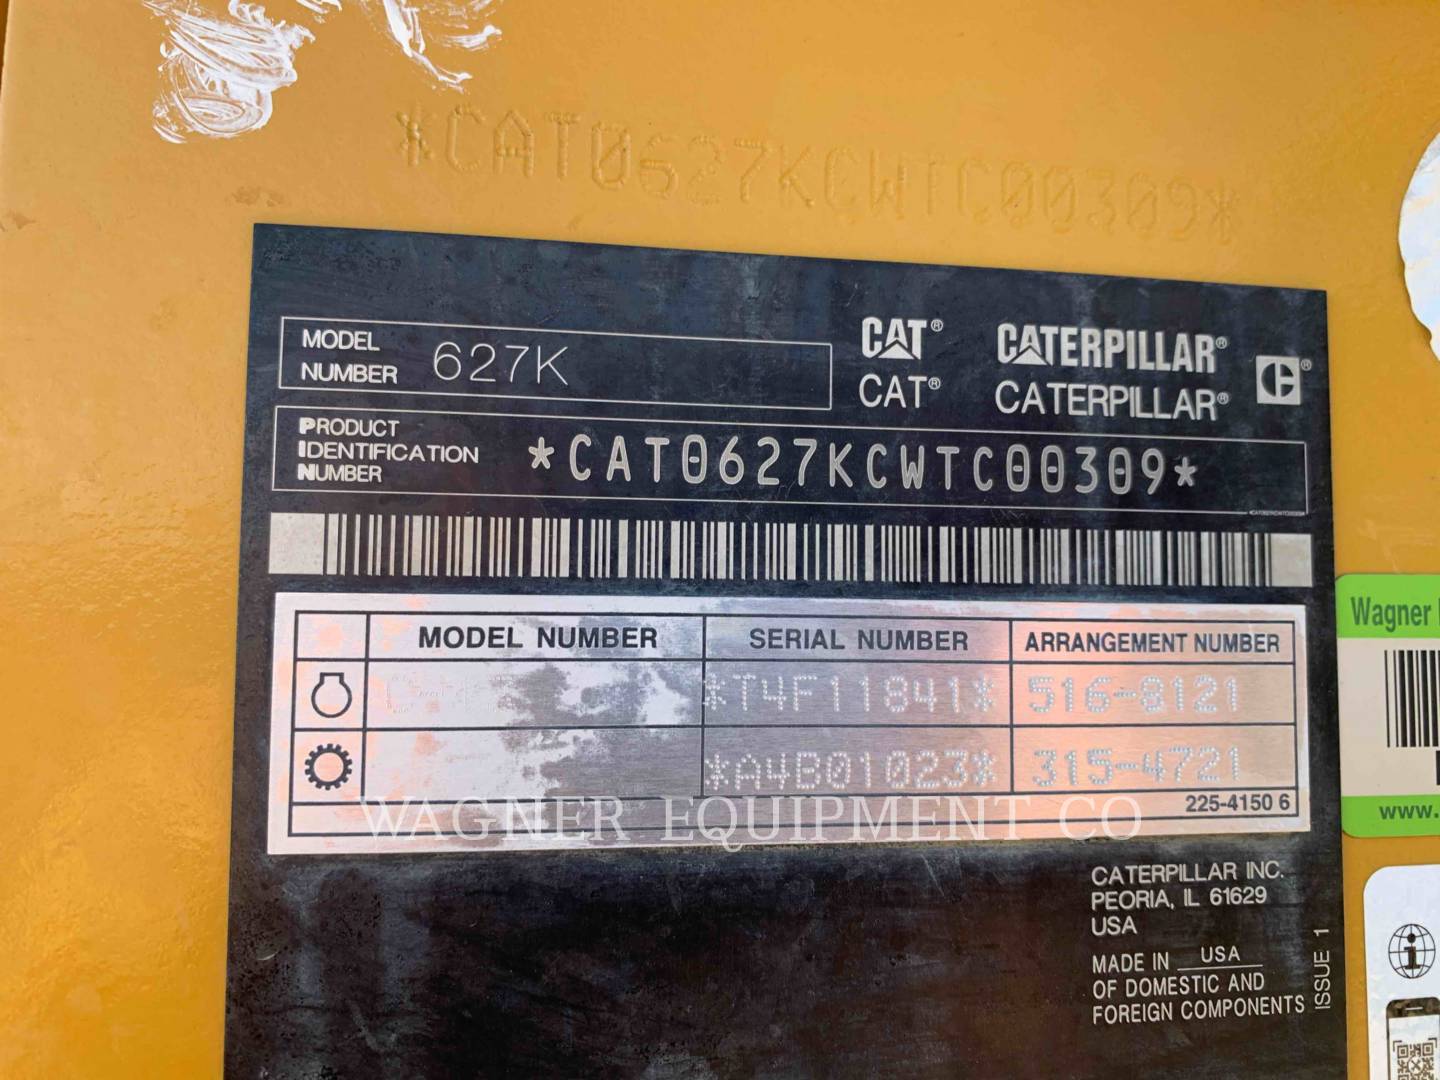 *CAT0627KCWTC00309*
MODEL NUMBER 627K
CAT® CATERPILLAR®
CAT® CATERPILLAR®
PRODUCT IDENTIFICATION NUMBER *CAT0627KCWTC00309*
MODEL NUMBER SERIAL NUMBER ARRANGEMENT NUMBER
*T4F11841* 516-8121
*A4B01023* 315-4721
225-4150 6
WAGNER EQUIPMENT CO
CATERPILLAR INC.
PEORIA, IL 61629
USA
MADE IN USA
OF DOMESTIC AND
FOREIGN COMPONENTS
ISSUE 1
Wagner
www.